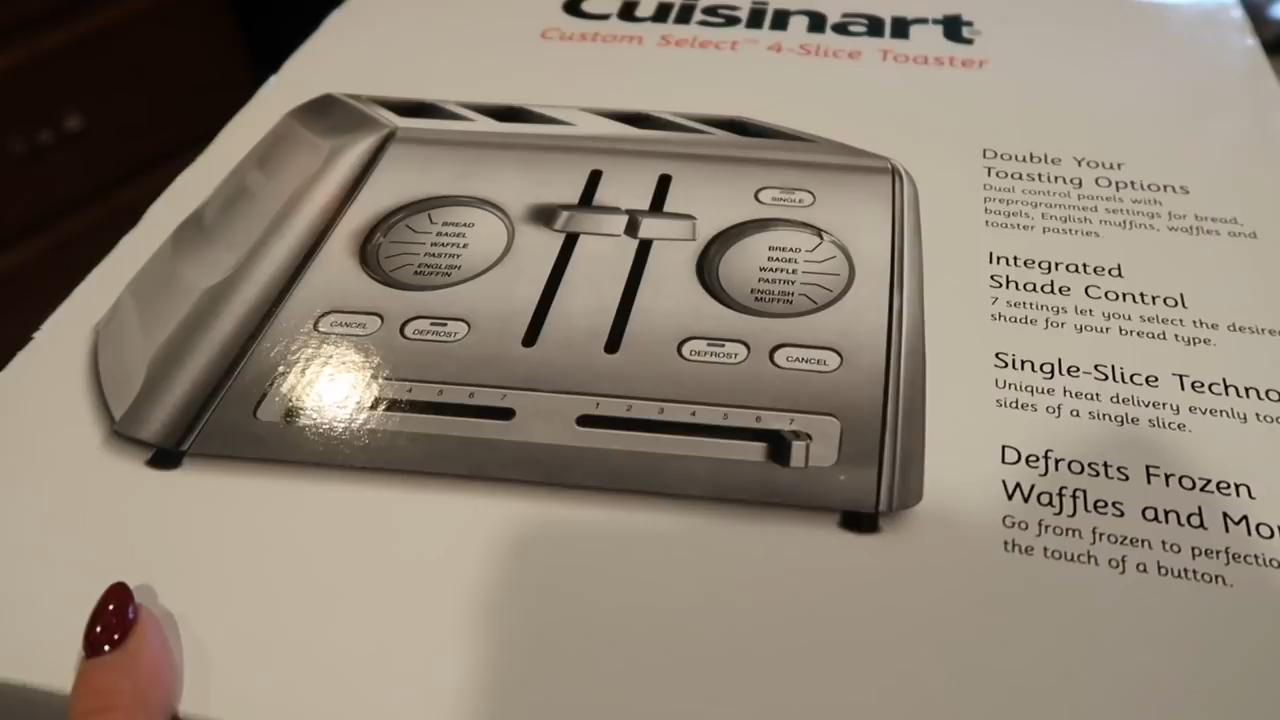 Cuisinart
Custom Select™ 4-Slice Toaster
Double Your
Toasting Options
Dual control panels with
preprogrammed settings for bread,
bagels, English muffins, waffles and
toaster pastries.
Integrated
Shade Control
7 settings let you select the desired
shade for your bread type.
Single-Slice Techno
Unique heat delivery evenly toa
sides of a single slice.
Defrosts Frozen
Waffles and Mor
Go from frozen to perfectio
the touch of a button.
BREAD
BAGEL
WAFFLE
PASTRY
ENGLISH
MUFFIN
CANCEL
DEFROST
4 5 6 7
SINGLE
BREAD
BAGEL
WAFFLE
PASTRY
ENGLISH
MUFFIN
DEFROST
CANCEL
1 2 3 4 5 6 7